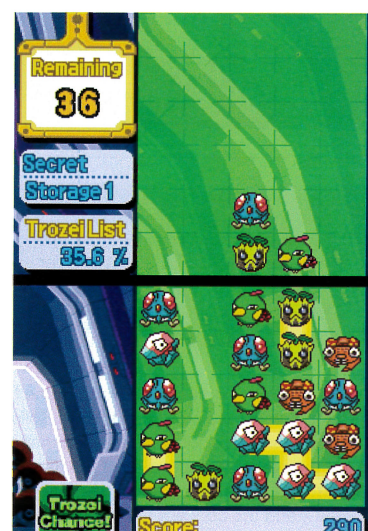 Remaining
36
Secret
Storage 1
Trozei List
35.6 %
Trozei
Chance!
Score:
290